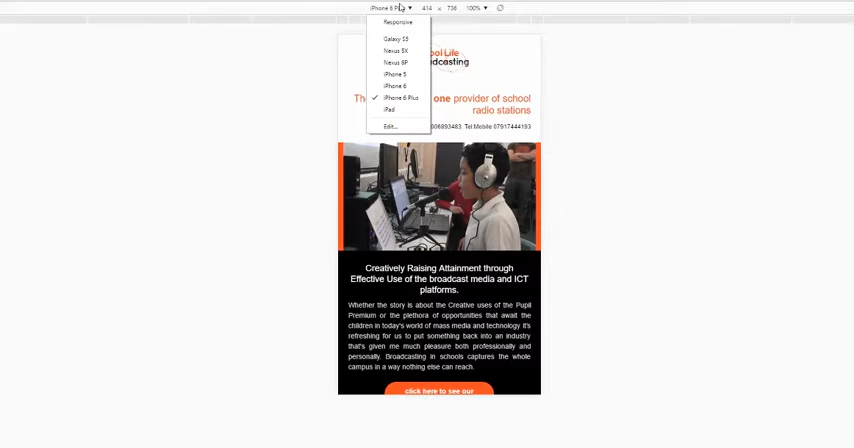 iPhone 6 P
414 x 736 100%
Responsive
Galaxy S5
Nexus 5X
Nexus 6P
iPhone 5
iPhone 6
iPhone 6 Plus
iPad
Edit...
ol Life
adcasting
Th one provider of school
radio stations
006893483. Tel:Mobile 07917444193
Creatively Raising Attainment through
Effective Use of the broadcast media and ICT
platforms.
Whether the story is about the Creative uses of the Pupil
Premium or the plethora of opportunities that await the
children in today's world of mass media and technology it's
refreshing for us to put something back into an industry
that's given me much pleasure both professionally and
personally. Broadcasting in schools captures the whole
campus in a way nothing else can reach.
click here to see our